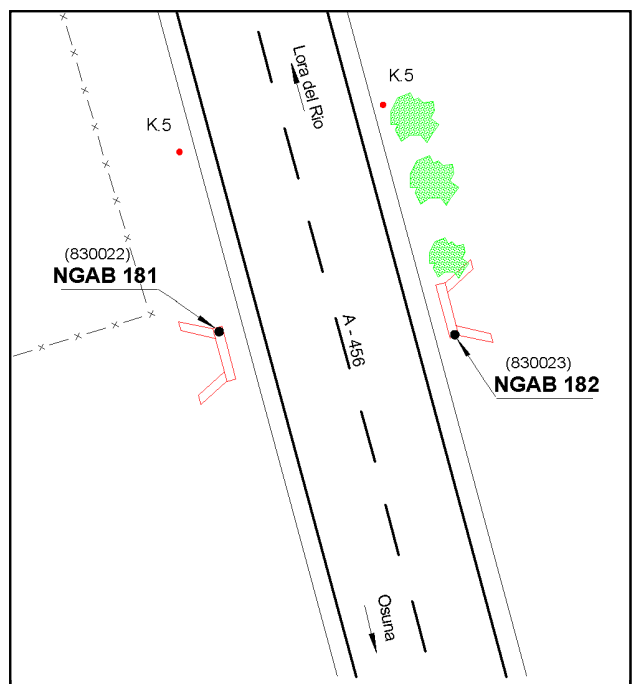 Lora del Rio
K.5
K.5
(830022)
NGAB 181
A - 456
(830023)
NGAB 182
Osuna